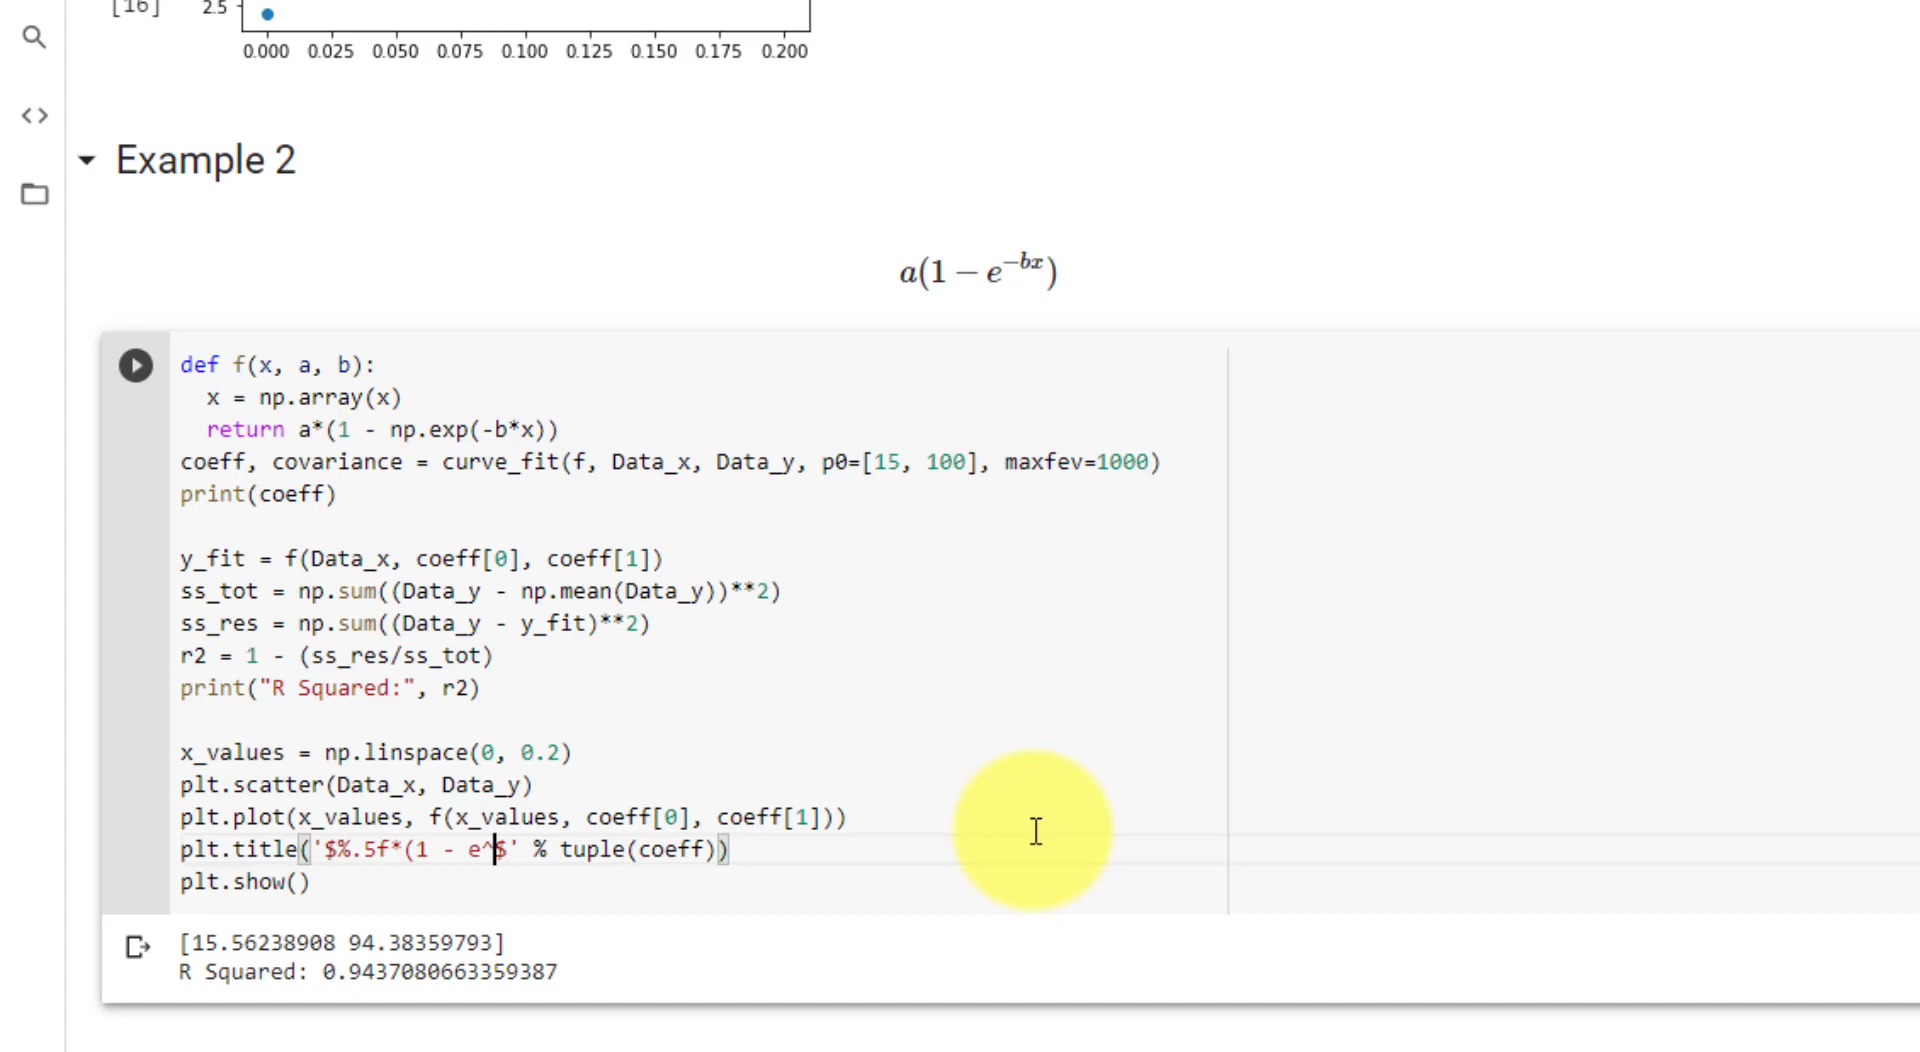 [16]
2.5
0.000 0.025 0.050 0.075 0.100 0.125 0.150 0.175 0.200
Example 2
a(1 − e^{−bx})
def f(x, a, b):
  x = np.array(x)
  return a*(1 - np.exp(-b*x))
coeff, covariance = curve_fit(f, Data_x, Data_y, p0=[15, 100], maxfev=1000)
print(coeff)
y_fit = f(Data_x, coeff[0], coeff[1])
ss_tot = np.sum((Data_y - np.mean(Data_y))**2)
ss_res = np.sum((Data_y - y_fit)**2)
r2 = 1 - (ss_res/ss_tot)
print("R Squared:", r2)
x_values = np.linspace(0, 0.2)
plt.scatter(Data_x, Data_y)
plt.plot(x_values, f(x_values, coeff[0], coeff[1]))
plt.title('$%.5f*(1 - e^$' % tuple(coeff))
plt.show()
[15.56238908 94.38359793]
R Squared: 0.9437080663359387